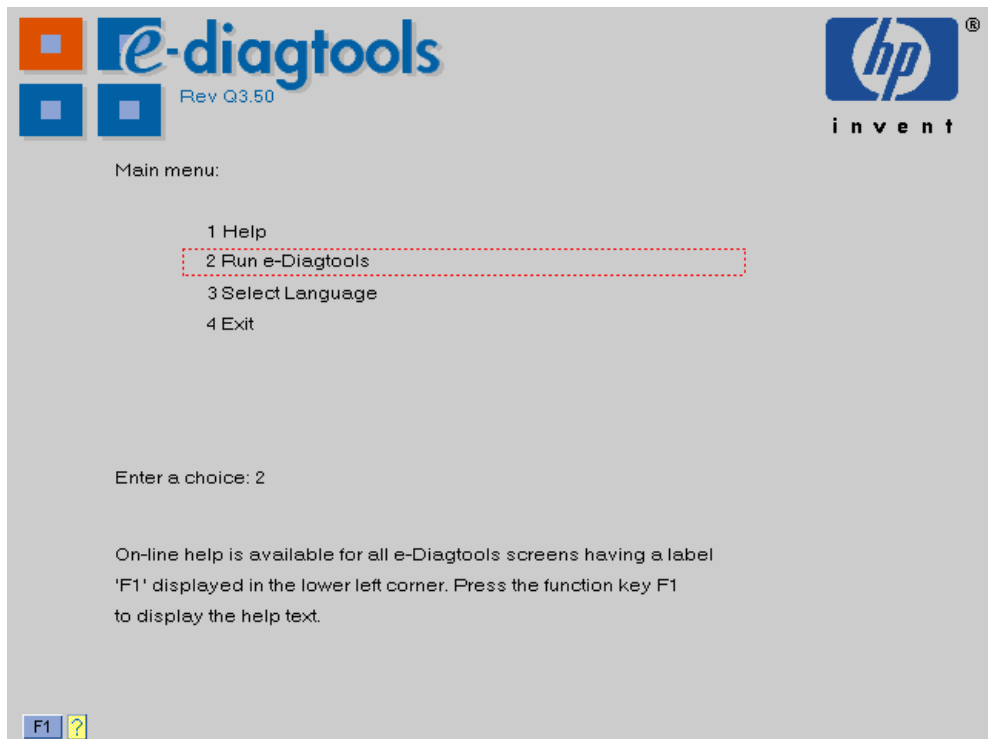 e-diagtools
Rev Q3.50
hp
®
invent
Main menu:
1 Help
2 Run e-Diagtools
3 Select Language
4 Exit
Enter a choice: 2
On-line help is available for all e-Diagtools screens having a label
'F1' displayed in the lower left corner. Press the function key F1
to display the help text.
F1 ?